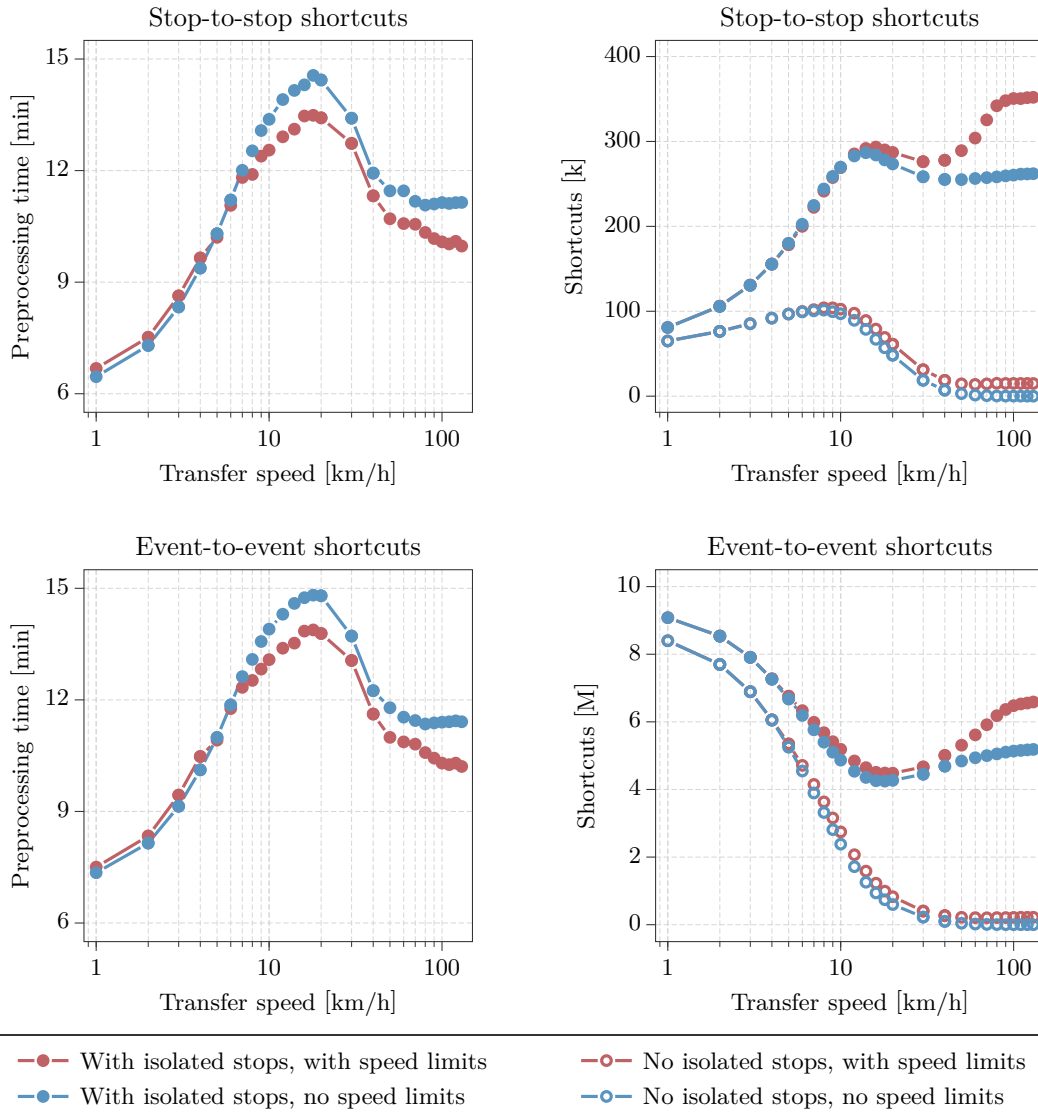 Stop-to-stop shortcuts
15
12
9
6
1
10
100
Preprocessing time [min]
Transfer speed [km/h]
Stop-to-stop shortcuts
400
300
200
100
0
1
10
100
Shortcuts [k]
Transfer speed [km/h]
Event-to-event shortcuts
15
12
9
6
1
10
100
Preprocessing time [min]
Transfer speed [km/h]
Event-to-event shortcuts
10
8
6
4
2
0
1
10
100
Shortcuts [M]
Transfer speed [km/h]
With isolated stops, with speed limits
No isolated stops, with speed limits
With isolated stops, no speed limits
No isolated stops, no speed limits